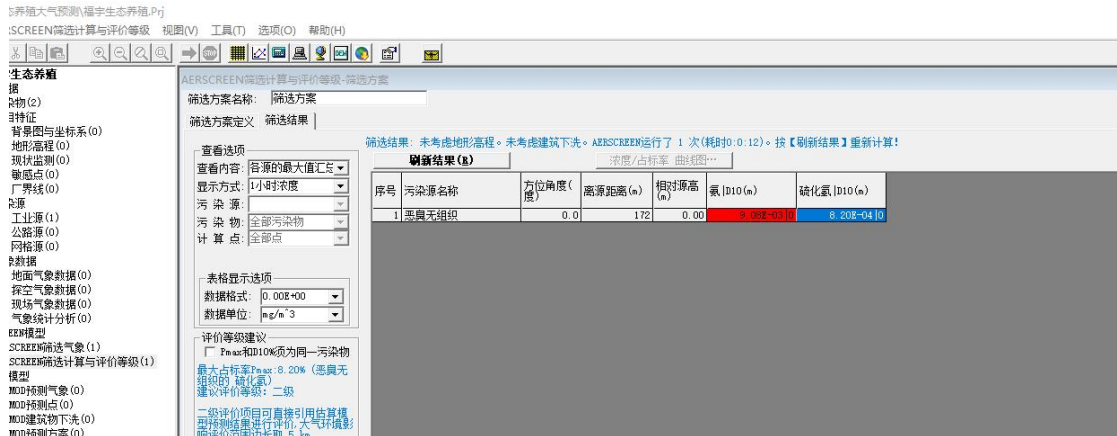 态养殖大气预测\福宇生态养殖.Prj
SCREEN筛选计算与评价等级 视图(V) 工具(T) 选项(O) 帮助(H)
生态养殖
AERSCREEN筛选计算与评价等级-筛选方案
筛选方案名称: 筛选方案
筛选方案定义 筛选结果
筛选结果: 未考虑地形高程。未考虑建筑下洗。AERSCREEN运行了 1 次(耗时0:0:12)。按【刷新结果】重新计算!
刷新结果(R) 浓度/占标率 曲线图…
查看选项
查看内容: 各源的最大值汇总
显示方式: 1小时浓度
污 染 源:
污 染 物: 全部污染物
计 算 点: 全部点
表格显示选项
数据格式: 0.00E+00
数据单位: mg/m^3
评价等级建议
Pmax和D10%须为同一污染物
最大占标率Pmax:8.20% (恶臭无
组织的 硫化氢)
建议评价等级: 二级
二级评价项目可直接引用估算模
型预测结果进行评价,大气环境影
响评价范围边长取 5 km
序号 污染源名称 方位角度(度) 离源距离(m) 相对源高(m) 氨|D10(m) 硫化氢|D10(m)
1 恶臭无组织 0.0 172 0.00 9.08E-03|0 8.20E-04|0
据
染物(2)
目特征
背景图与坐标系(0)
地形高程(0)
现状监测(0)
敏感点(0)
厂界线(0)
染源
工业源(1)
公路源(0)
网格源(0)
象数据
地面气象数据(0)
探空气象数据(0)
现场气象数据(0)
气象统计分析(0)
EEN模型
SCREEN筛选气象(1)
SCREEN筛选计算与评价等级(1)
模型
MOD预测气象(0)
MOD预测点(0)
MOD建筑物下洗(0)
MOD预测方案(0)